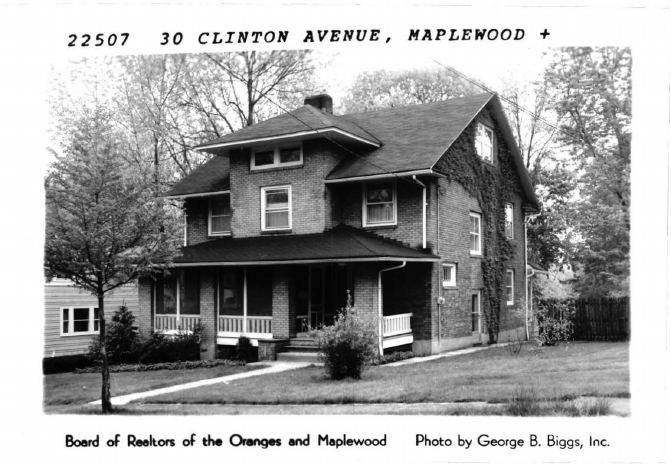 22507 30 CLINTON AVENUE, MAPLEWOOD +
Board of Realtors of the Oranges and Maplewood Photo by George B. Biggs, Inc.